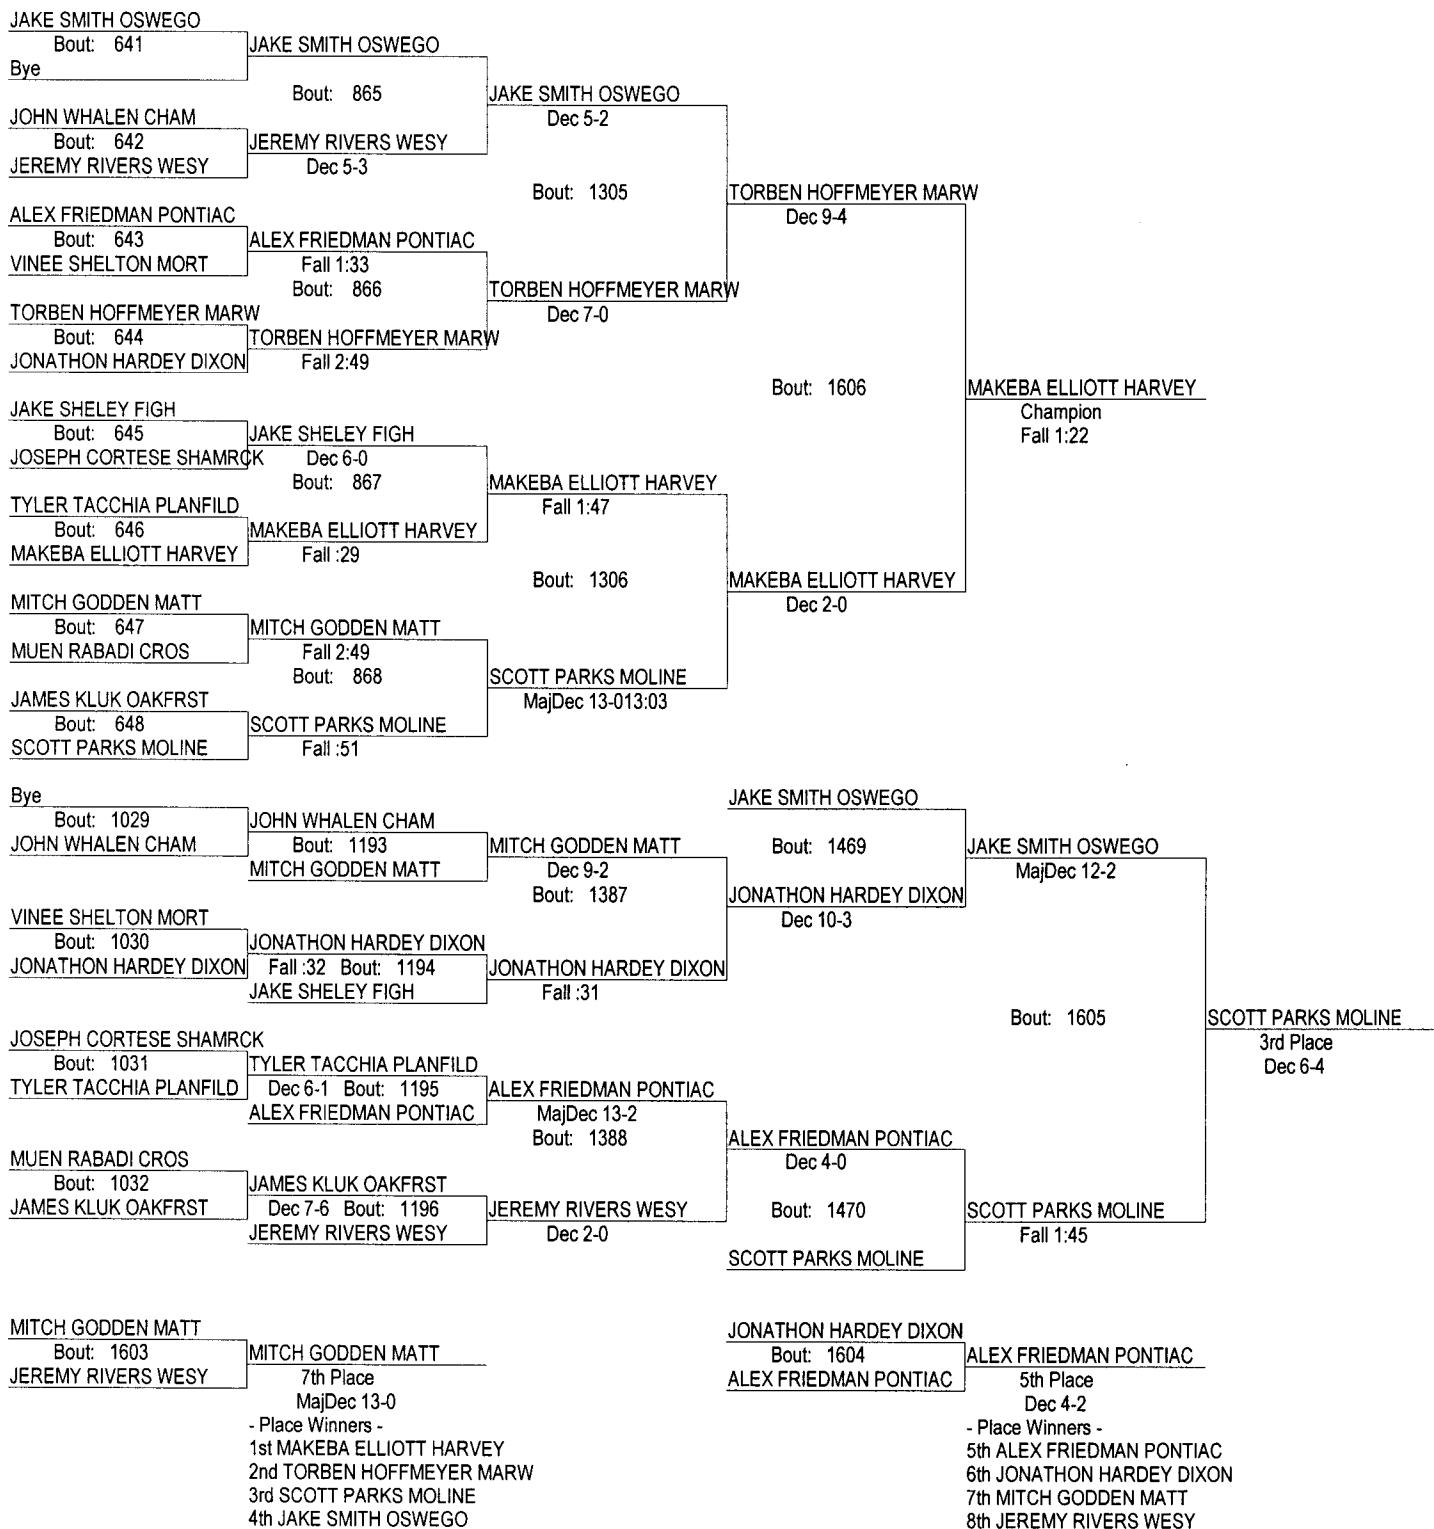 JAKE SMITH OSWEGO
Bout: 641
Bye
JAKE SMITH OSWEGO
Bout: 865
JOHN WHALEN CHAM
Bout: 642
JEREMY RIVERS WESY
JEREMY RIVERS WESY
Dec 5-3
JAKE SMITH OSWEGO
Dec 5-2
Bout: 1305
ALEX FRIEDMAN PONTIAC
Bout: 643
VINEE SHELTON MORT
ALEX FRIEDMAN PONTIAC
Fall 1:33
Bout: 866
TORBEN HOFFMEYER MARW
Bout: 644
JONATHON HARDEY DIXON
TORBEN HOFFMEYER MARW
Fall 2:49
TORBEN HOFFMEYER MARW
Dec 7-0
TORBEN HOFFMEYER MARW
Dec 9-4
Bout: 1606
MAKEBA ELLIOTT HARVEY
Champion
Fall 1:22
JAKE SHELEY FIGH
Bout: 645
JOSEPH CORTESE SHAMRCK
JAKE SHELEY FIGH
Dec 6-0
Bout: 867
TYLER TACCHIA PLANFILD
Bout: 646
MAKEBA ELLIOTT HARVEY
MAKEBA ELLIOTT HARVEY
Fall :29
MAKEBA ELLIOTT HARVEY
Fall 1:47
Bout: 1306
MAKEBA ELLIOTT HARVEY
Dec 2-0
MITCH GODDEN MATT
Bout: 647
MUEN RABADI CROS
MITCH GODDEN MATT
Fall 2:49
Bout: 868
JAMES KLUK OAKFRST
Bout: 648
SCOTT PARKS MOLINE
SCOTT PARKS MOLINE
Fall :51
SCOTT PARKS MOLINE
MajDec 13-013:03
Bye
Bout: 1029
JOHN WHALEN CHAM
JOHN WHALEN CHAM
Bout: 1193
MITCH GODDEN MATT
MITCH GODDEN MATT
Dec 9-2
Bout: 1387
VINEE SHELTON MORT
Bout: 1030
JONATHON HARDEY DIXON
JONATHON HARDEY DIXON
Fall :32 Bout: 1194
JAKE SHELEY FIGH
JONATHON HARDEY DIXON
Fall :31
JAKE SMITH OSWEGO
Bout: 1469
JONATHON HARDEY DIXON
Dec 10-3
JAKE SMITH OSWEGO
MajDec 12-2
Bout: 1605
SCOTT PARKS MOLINE
3rd Place
Dec 6-4
JOSEPH CORTESE SHAMRCK
Bout: 1031
TYLER TACCHIA PLANFILD
TYLER TACCHIA PLANFILD
Dec 6-1 Bout: 1195
ALEX FRIEDMAN PONTIAC
ALEX FRIEDMAN PONTIAC
MajDec 13-2
Bout: 1388
MUEN RABADI CROS
Bout: 1032
JAMES KLUK OAKFRST
JAMES KLUK OAKFRST
Dec 7-6 Bout: 1196
JEREMY RIVERS WESY
JEREMY RIVERS WESY
Dec 2-0
ALEX FRIEDMAN PONTIAC
Dec 4-0
Bout: 1470
SCOTT PARKS MOLINE
SCOTT PARKS MOLINE
Fall 1:45
MITCH GODDEN MATT
Bout: 1603
JEREMY RIVERS WESY
MITCH GODDEN MATT
7th Place
MajDec 13-0
- Place Winners -
1st MAKEBA ELLIOTT HARVEY
2nd TORBEN HOFFMEYER MARW
3rd SCOTT PARKS MOLINE
4th JAKE SMITH OSWEGO
JONATHON HARDEY DIXON
Bout: 1604
ALEX FRIEDMAN PONTIAC
ALEX FRIEDMAN PONTIAC
5th Place
Dec 4-2
- Place Winners -
5th ALEX FRIEDMAN PONTIAC
6th JONATHON HARDEY DIXON
7th MITCH GODDEN MATT
8th JEREMY RIVERS WESY